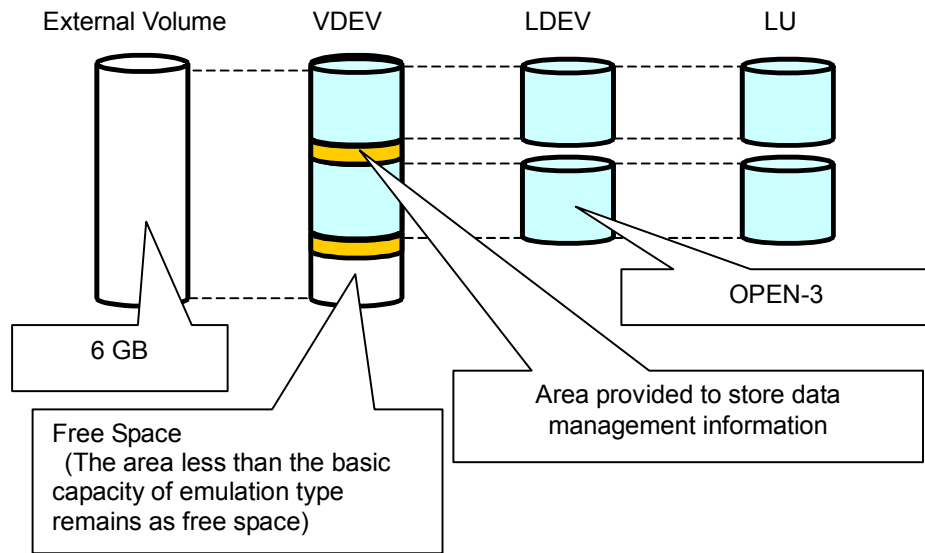 External Volume
VDEV
LDEV
LU
OPEN-3
6 GB
Area provided to store data
management information
Free Space
(The area less than the basic
capacity of emulation type
remains as free space)